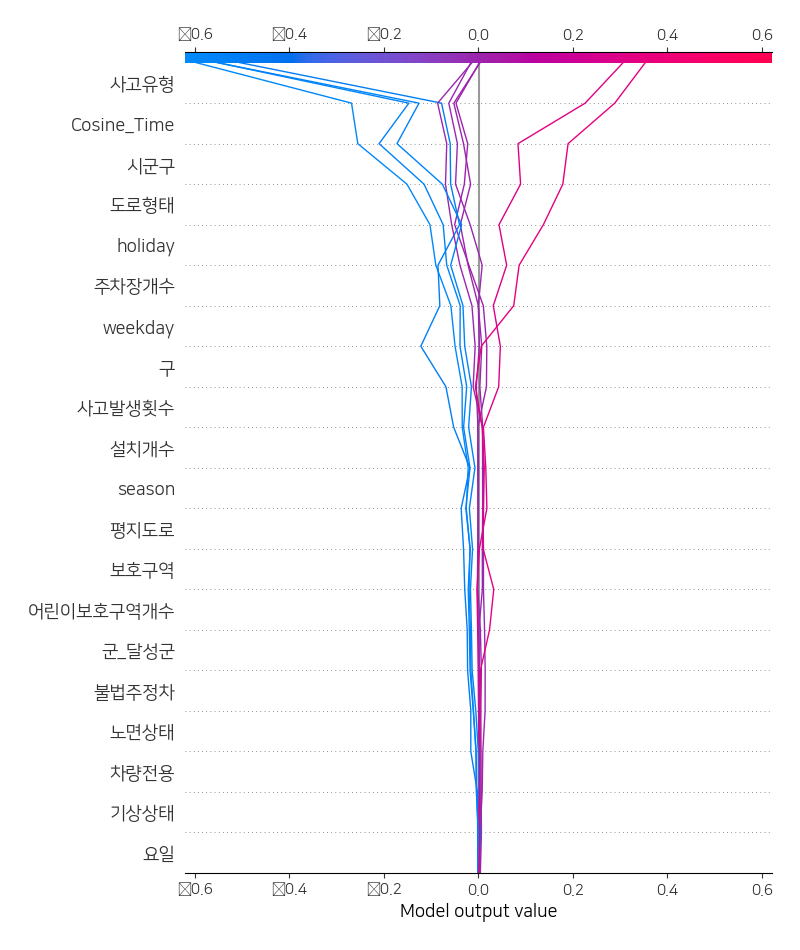 ☒0.6 ☒0.4 ☒0.2 0.0 0.2 0.4 0.6
사고유형
Cosine_Time
시군구
도로형태
holiday
주차장개수
weekday
구
사고발생횟수
설치개수
season
평지도로
보호구역
어린이보호구역개수
군_달성군
불법주정차
노면상태
차량전용
기상상태
요일
☒0.6 ☒0.4 ☒0.2 0.0 0.2 0.4 0.6
Model output value